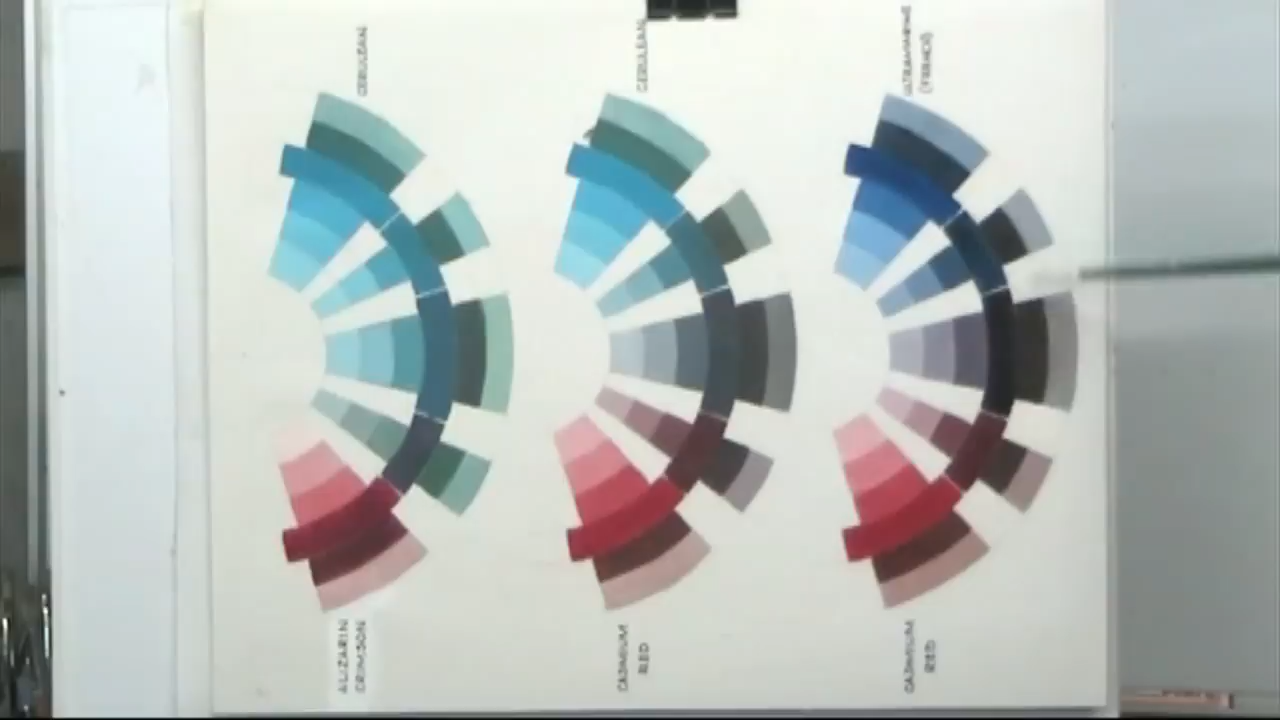 CERULEAN
CERULEAN
ULTRAMARINE
(FRENCH)
ALIZARIN
CRIMSON
CADMIUM
RED
CADMIUM
RED